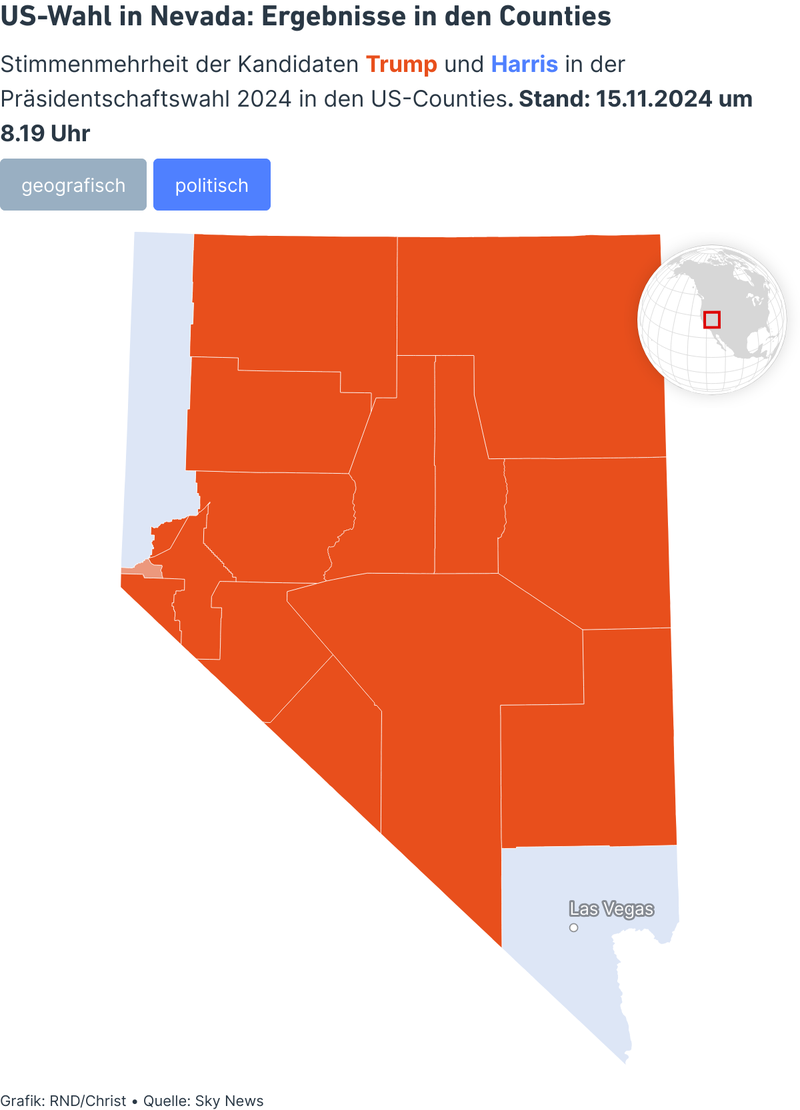 US-Wahl in Nevada: Ergebnisse in den Counties
Stimmenmehrheit der Kandidaten Trump und Harris in der
Präsidentschaftswahl 2024 in den US-Counties. Stand: 15.11.2024 um
8.19 Uhr
geografisch politisch
Las Vegas
Grafik: RND/Christ • Quelle: Sky News